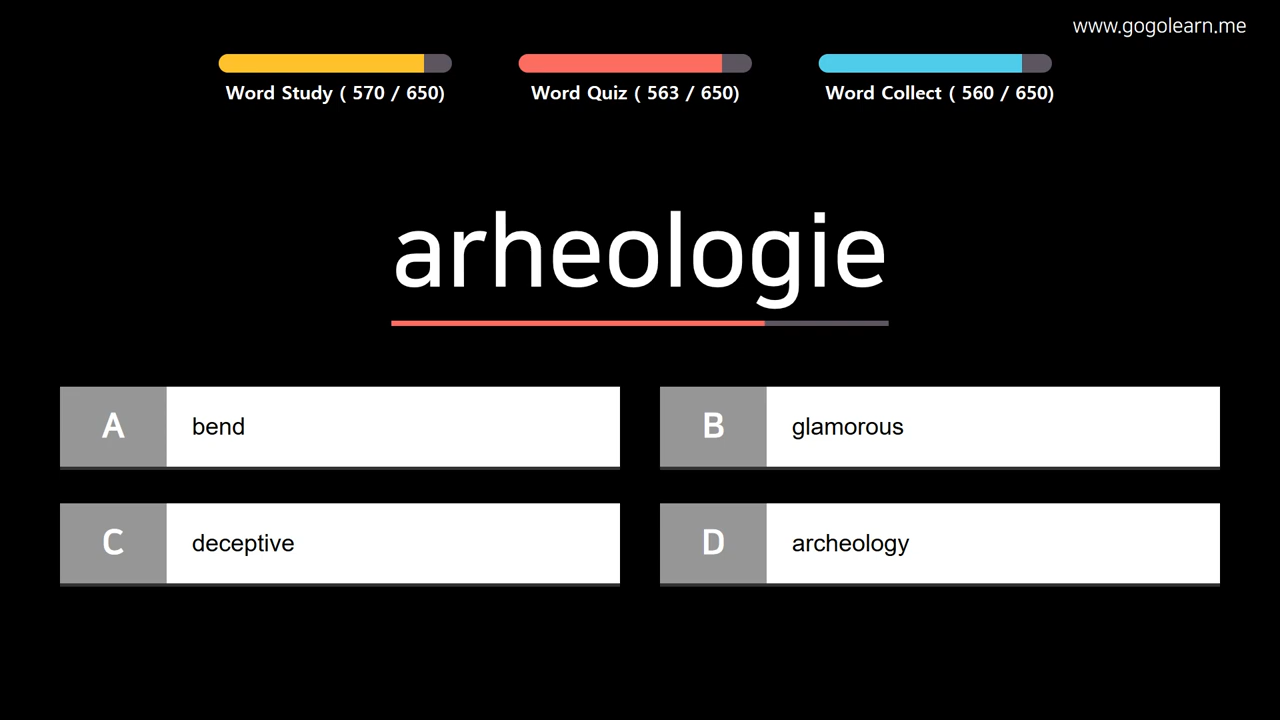 www.gogolearn.me
Word Study ( 570 / 650)
Word Quiz ( 563 / 650)
Word Collect ( 560 / 650)
arheologie
A bend
B glamorous
C deceptive
D archeology